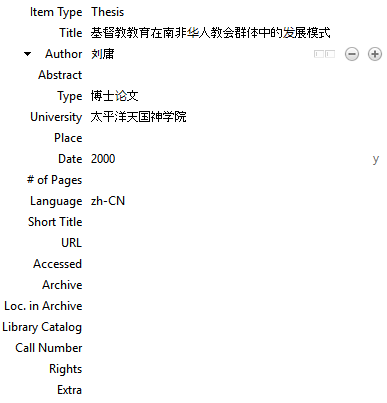 Item Type Thesis
Title 基督教教育在南非华人教会群体中的发展模式
Author 刘庸
Abstract
Type 博士论文
University 太平洋天国神学院
Place
Date 2000 y
# of Pages
Language zh-CN
Short Title
URL
Accessed
Archive
Loc. in Archive
Library Catalog
Call Number
Rights
Extra